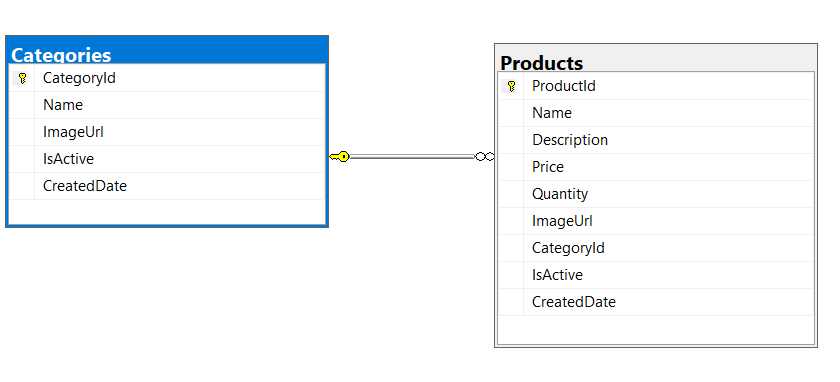 Categories
CategoryId
Name
ImageUrl
IsActive
CreatedDate
Products
ProductId
Name
Description
Price
Quantity
ImageUrl
CategoryId
IsActive
CreatedDate